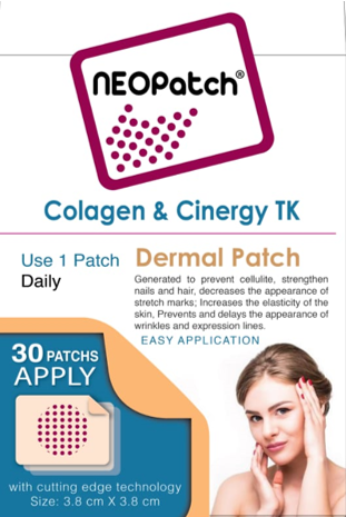 NEOPatch®
Colagen & Cinergy TK
Use 1 Patch
Daily
Dermal Patch
Generated to prevent cellulite, strengthen
nails and hair, decreases the appearance of
stretch marks; Increases the elasticity of the
skin, Prevents and delays the appearance of
wrinkles and expression lines.
EASY APPLICATION
30 PATCHS
APPLY
with cutting edge technology
Size: 3.8 cm X 3.8 cm